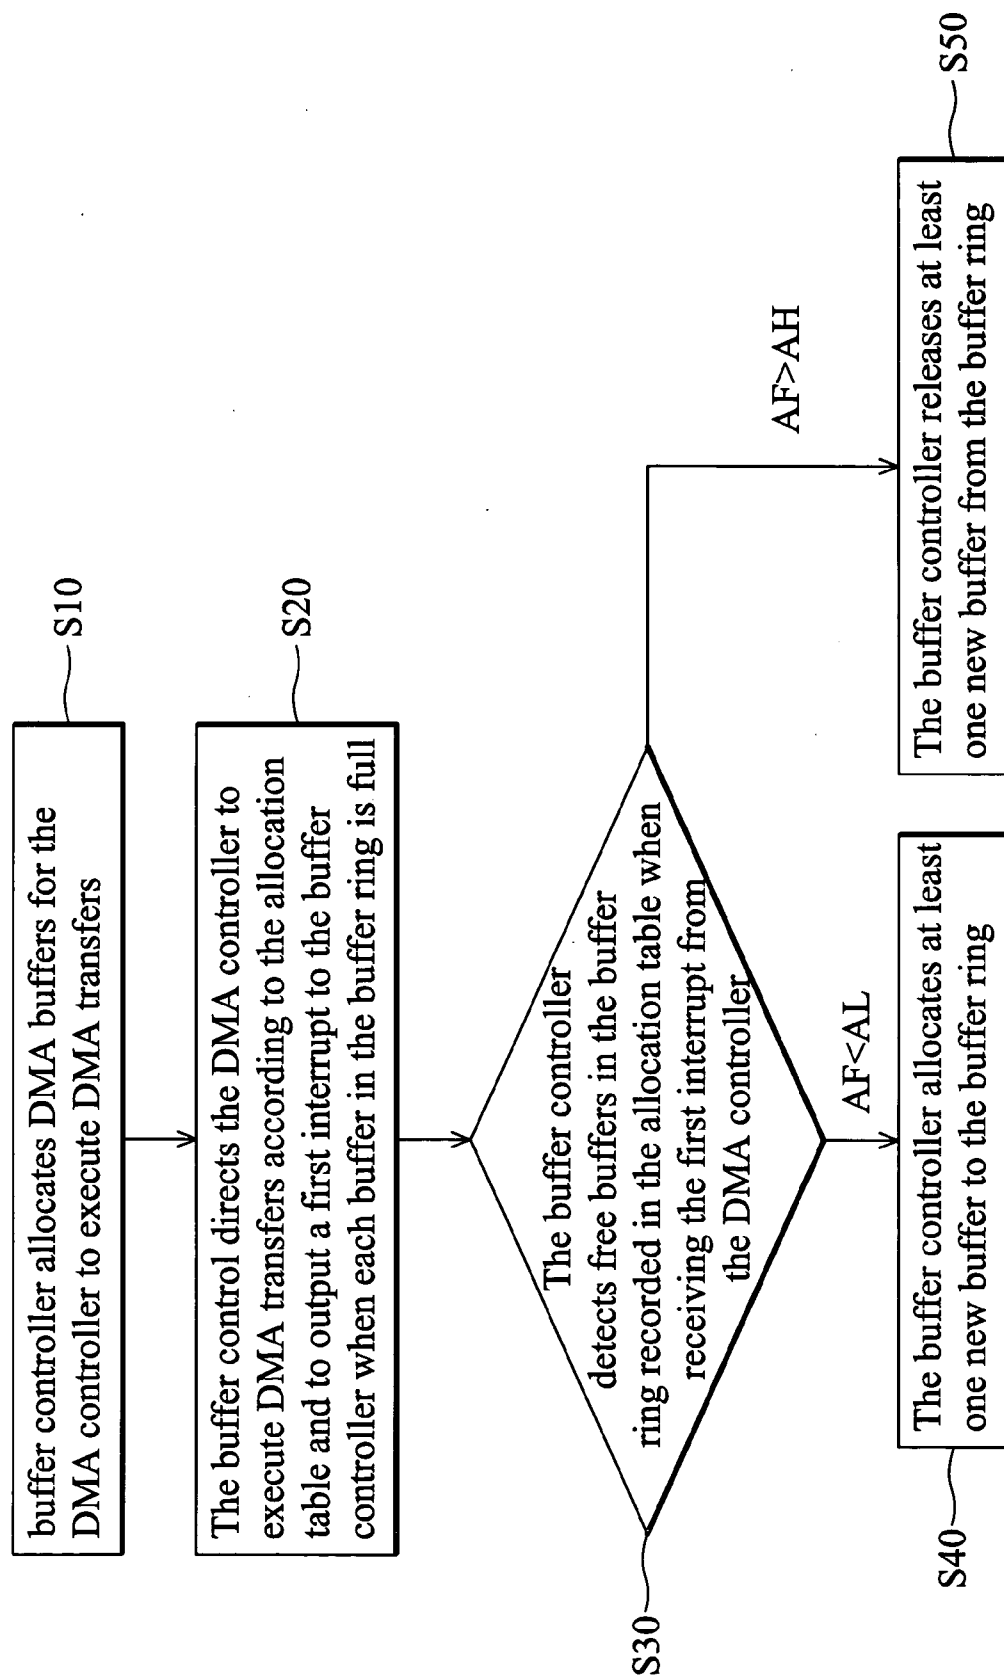 buffer controller allocates DMA buffers for the
DMA controller to execute DMA transfers
S10
The buffer control directs the DMA controller to
execute DMA transfers according to the allocation
table and to output a first interrupt to the buffer
controller when each buffer in the buffer ring is full
S20
The buffer controller
detects free buffers in the buffer
ring recorded in the allocation table when
receiving the first interrupt from
the DMA controller
S30
AF<AL
AF>AH
The buffer controller allocates at least
one new buffer to the buffer ring
S40
The buffer controller releases at least
one new buffer from the buffer ring
S50